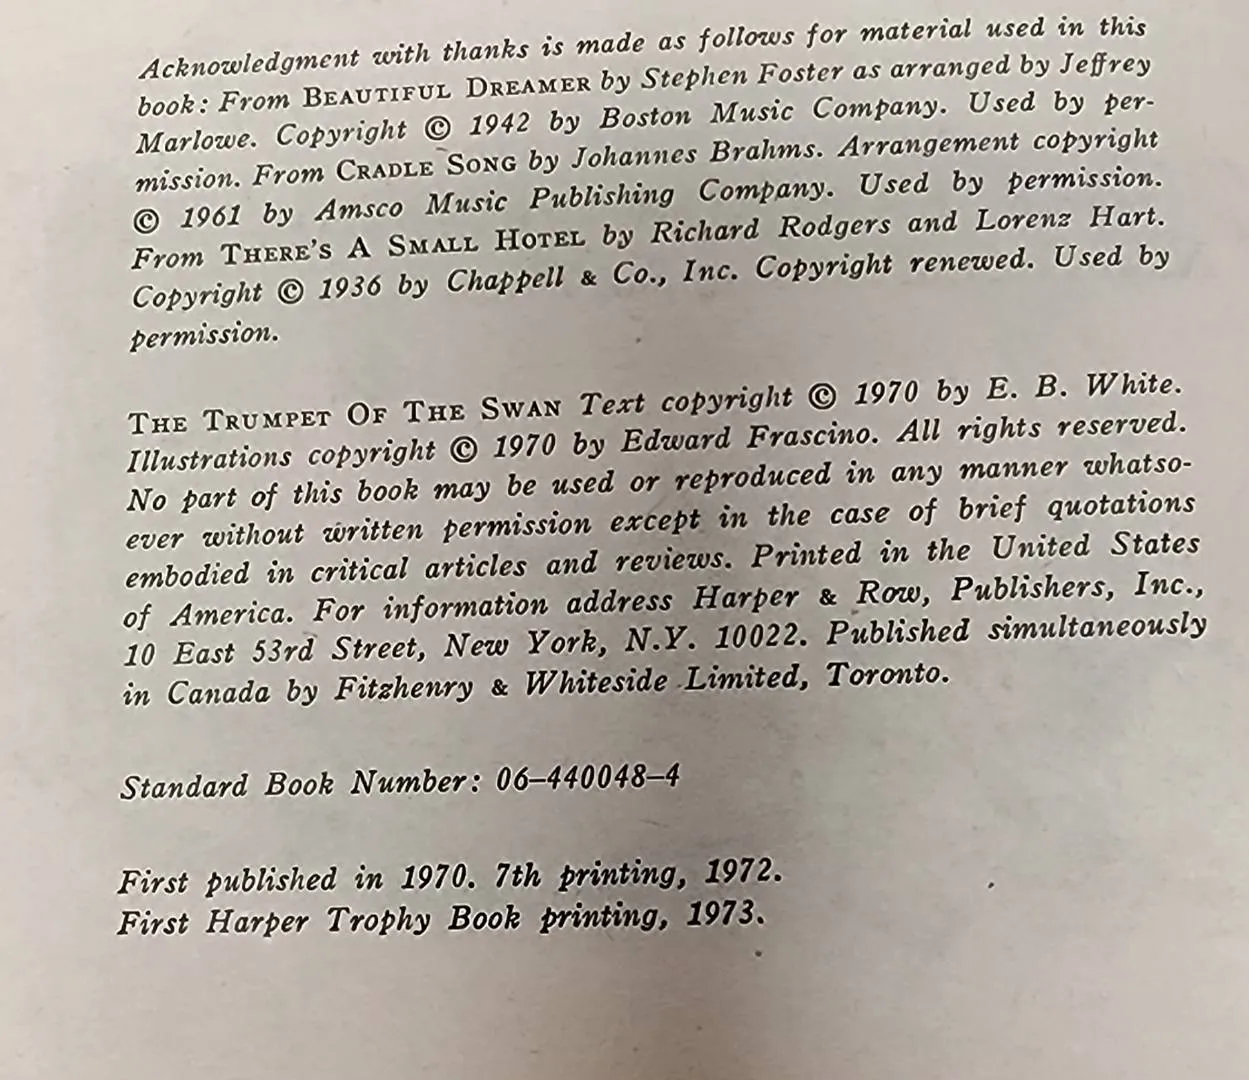 Acknowledgment with thanks is made as follows for material used in this
book: From BEAUTIFUL DREAMER by Stephen Foster as arranged by Jeffrey
Marlowe. Copyright © 1942 by Boston Music Company. Used by per-
mission. From CRADLE SONG by Johannes Brahms. Arrangement copyright
© 1961 by Amsco Music Publishing Company. Used by permission.
From THERE'S A SMALL HOTEL by Richard Rodgers and Lorenz Hart.
Copyright © 1936 by Chappell & Co., Inc. Copyright renewed. Used by
permission.
THE TRUMPET OF THE SWAN Text copyright © 1970 by E. B. White.
Illustrations copyright © 1970 by Edward Frascino. All rights reserved.
No part of this book may be used or reproduced in any manner whatso-
ever without written permission except in the case of brief quotations
embodied in critical articles and reviews. Printed in the United States
of America. For information address Harper & Row, Publishers, Inc.,
10 East 53rd Street, New York, N.Y. 10022. Published simultaneously
in Canada by Fitzhenry & Whiteside Limited, Toronto.
Standard Book Number: 06–440048–4
First published in 1970. 7th printing, 1972.
First Harper Trophy Book printing, 1973.